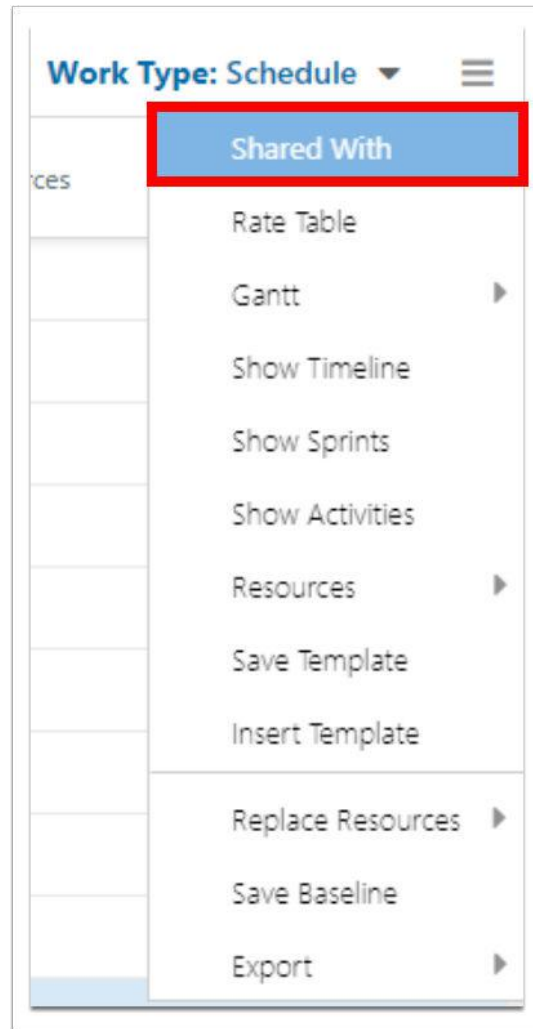 Work Type: Schedule
Shared With
rces
Rate Table
Gantt
Show Timeline
Show Sprints
Show Activities
Resources
Save Template
Insert Template
Replace Resources
Save Baseline
Export